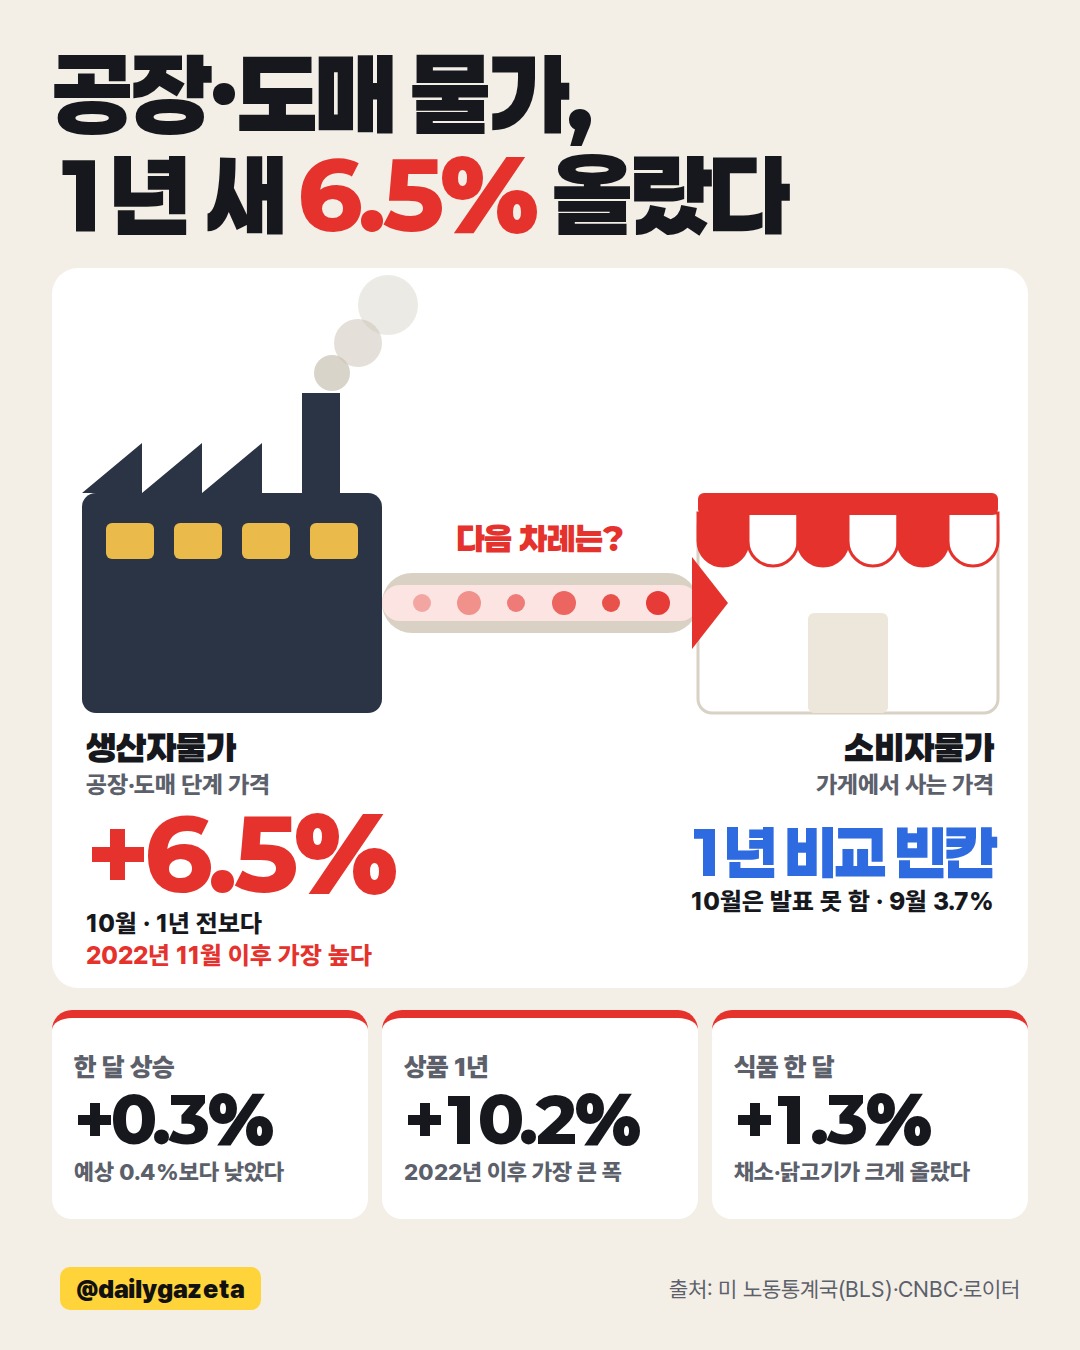 공장·도매 물가,
1년 새 6.5% 올랐다
다음 차례는?
생산자물가
공장·도매 단계 가격
+6.5%
10월 · 1년 전보다
2022년 11월 이후 가장 높다
소비자물가
가게에서 사는 가격
1년 비교 빈칸
10월은 발표 못 함 · 9월 3.7%
한 달 상승
+0.3%
예상 0.4%보다 낮았다
상품 1년
+10.2%
2022년 이후 가장 큰 폭
식품 한 달
+1.3%
채소·닭고기가 크게 올랐다
@dailygazeta
출처: 미 노동통계국(BLS)·CNBC·로이터